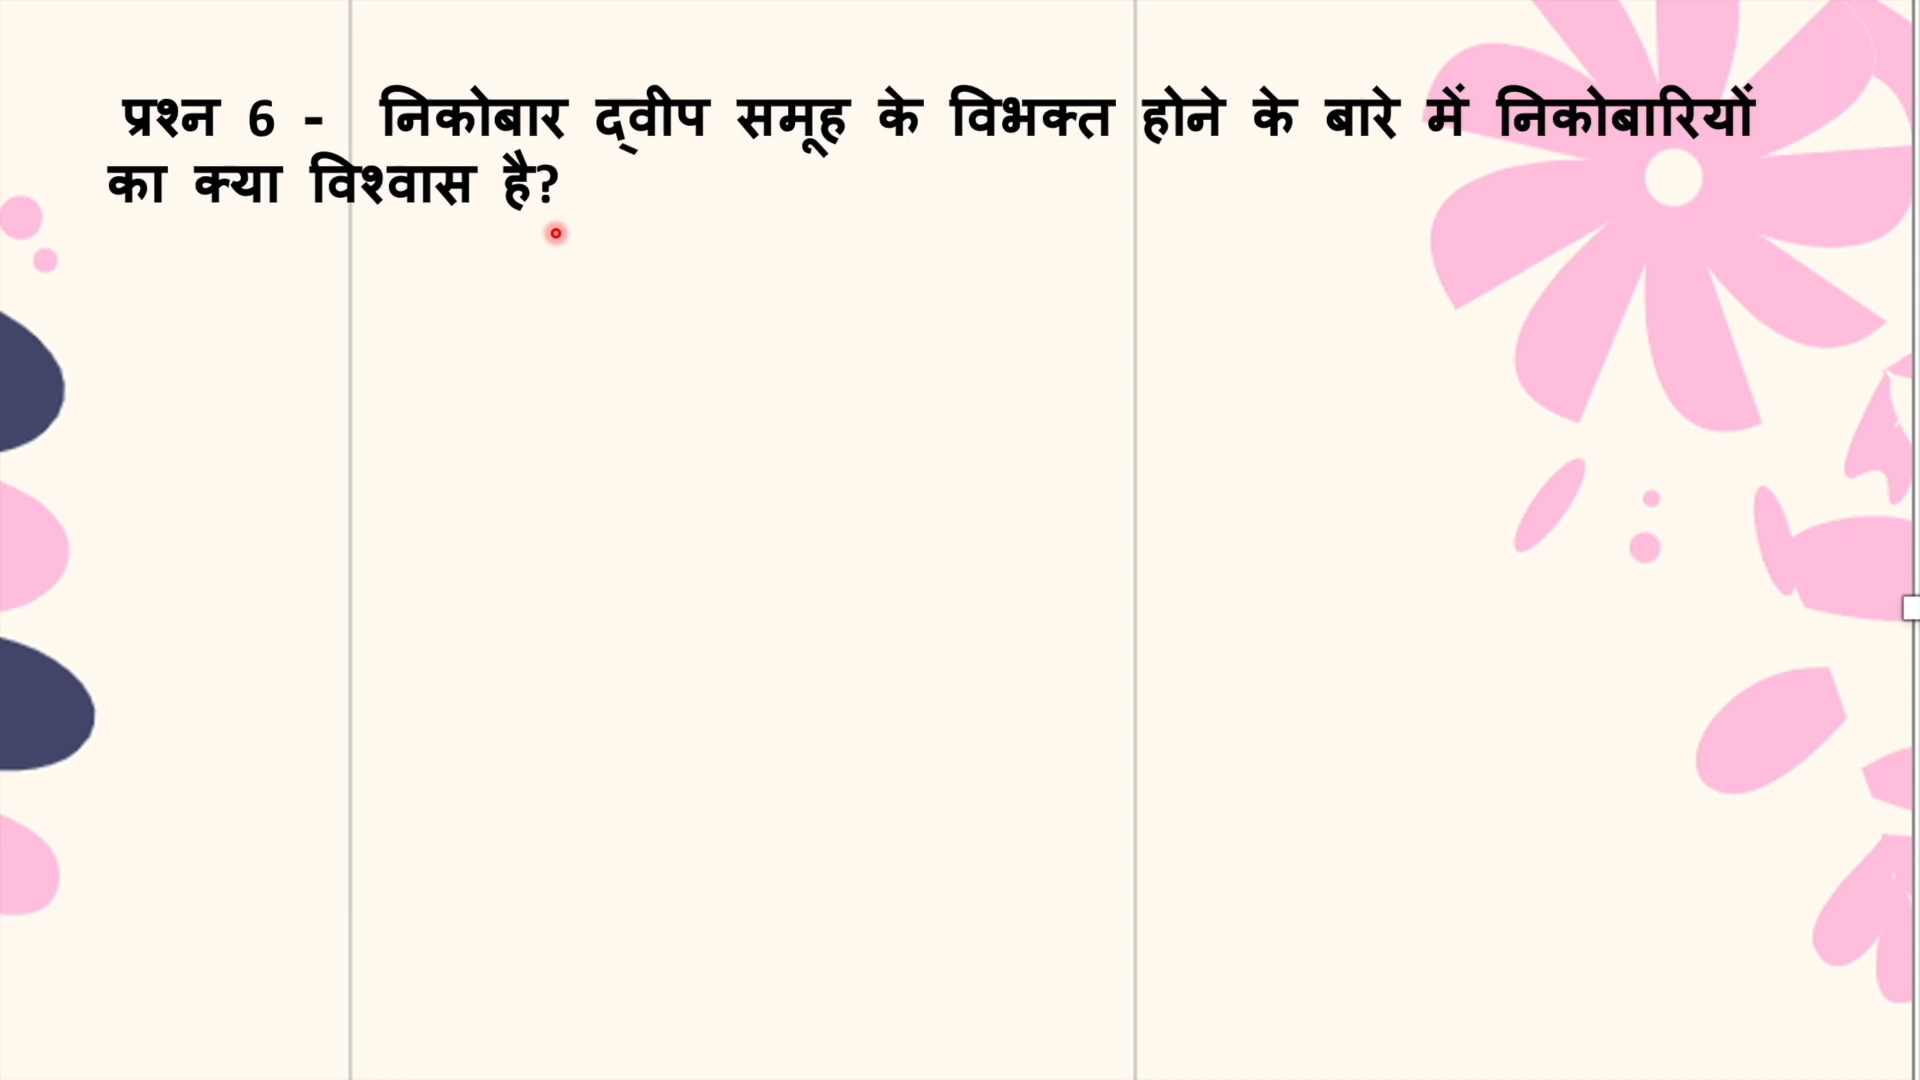 प्रश्न 6 - निकोबार द्वीप समूह के विभक्त होने के बारे में निकोबारियों
का क्या विश्वास है?